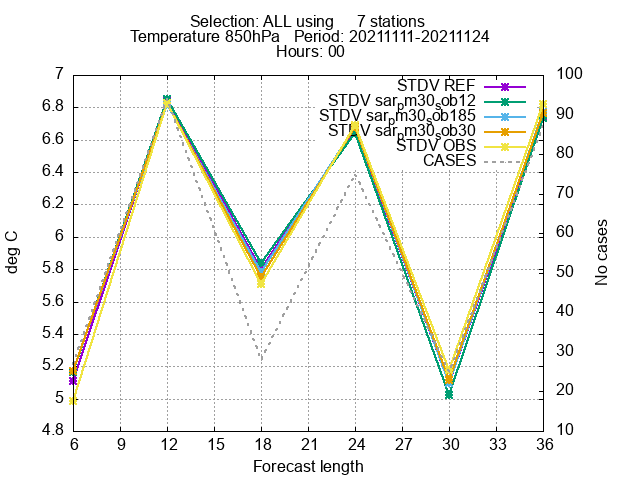 Selection: ALL using 7 stations
Temperature 850hPa Period: 20211111-20211124
Hours: 00
7 100
6.8 90
6.6 80
6.4 70
6.2 60
6
5.8 50
5.6 40
5.4 30
5.2 20
5
4.8 10
STDV REF
STDV sar_pm30_sob12
STDV sar_pm30_sob185
STDV sar_pm30_sob30
STDV OBS
CASES
deg C
No cases
6 9 12 15 18 21 24 27 30 33 36
Forecast length